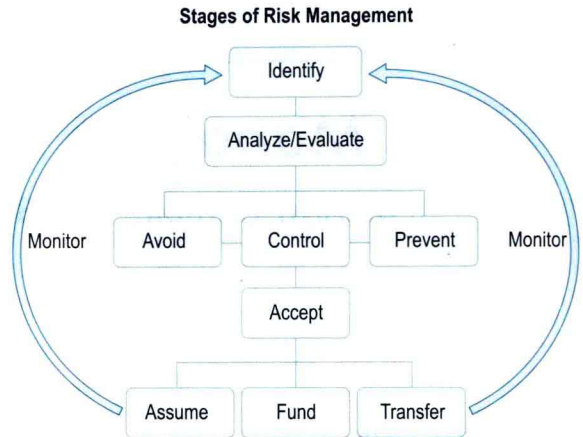 Stages of Risk Management
Identify
Analyze/Evaluate
Monitor
Avoid
Control
Prevent
Monitor
Accept
Assume
Fund
Transfer